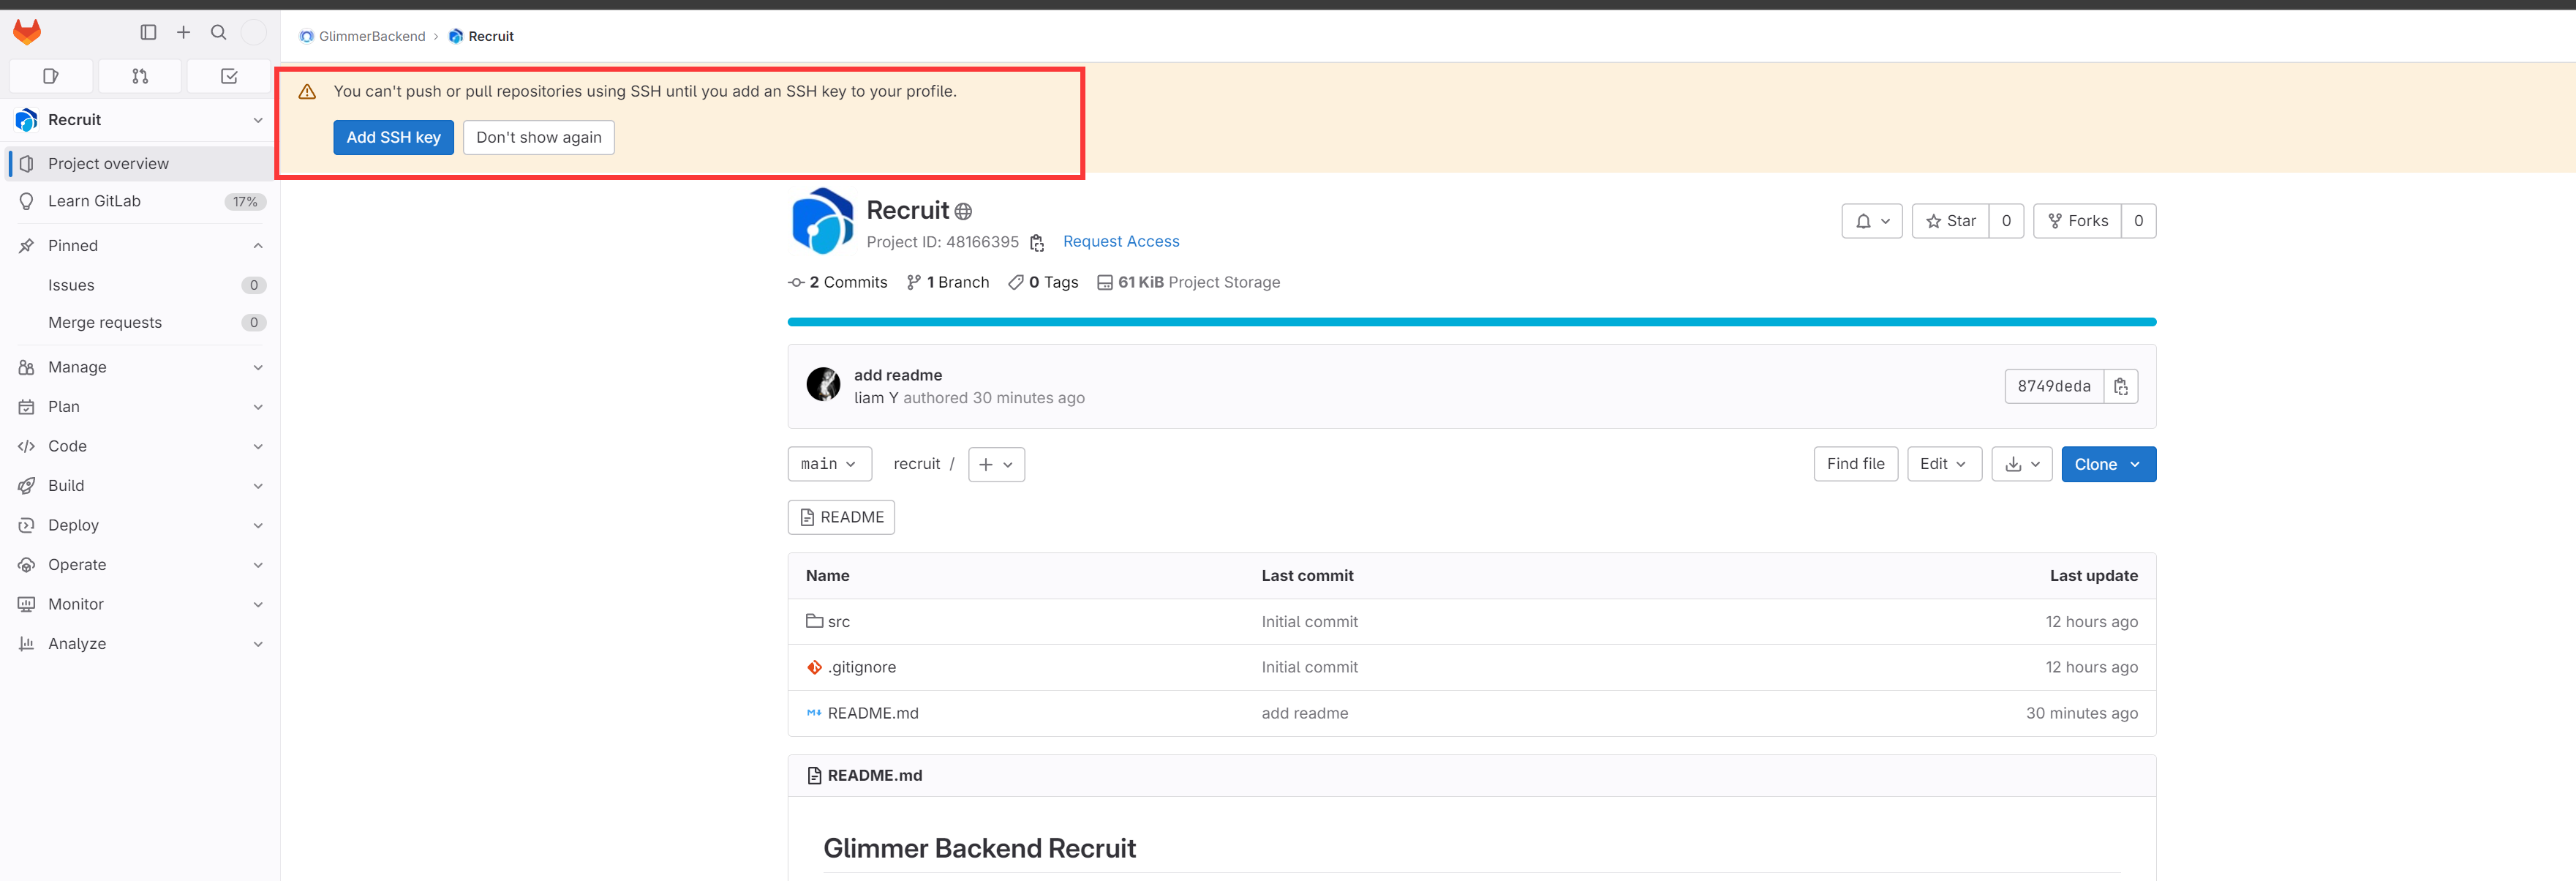 GlimmerBackend › Recruit
You can't push or pull repositories using SSH until you add an SSH key to your profile.
Add SSH key Don't show again
Recruit
Project overview
Learn GitLab 17%
Pinned
Issues 0
Merge requests 0
Manage
Plan
Code
Build
Deploy
Operate
Monitor
Analyze
Recruit
Project ID: 48166395 Request Access
Star 0 Forks 0
2 Commits 1 Branch 0 Tags 61 KiB Project Storage
add readme
liam Y authored 30 minutes ago
8749deda
main recruit / +
Find file Edit Clone
README
Name Last commit Last update
src Initial commit 12 hours ago
.gitignore Initial commit 12 hours ago
README.md add readme 30 minutes ago
README.md
Glimmer Backend Recruit